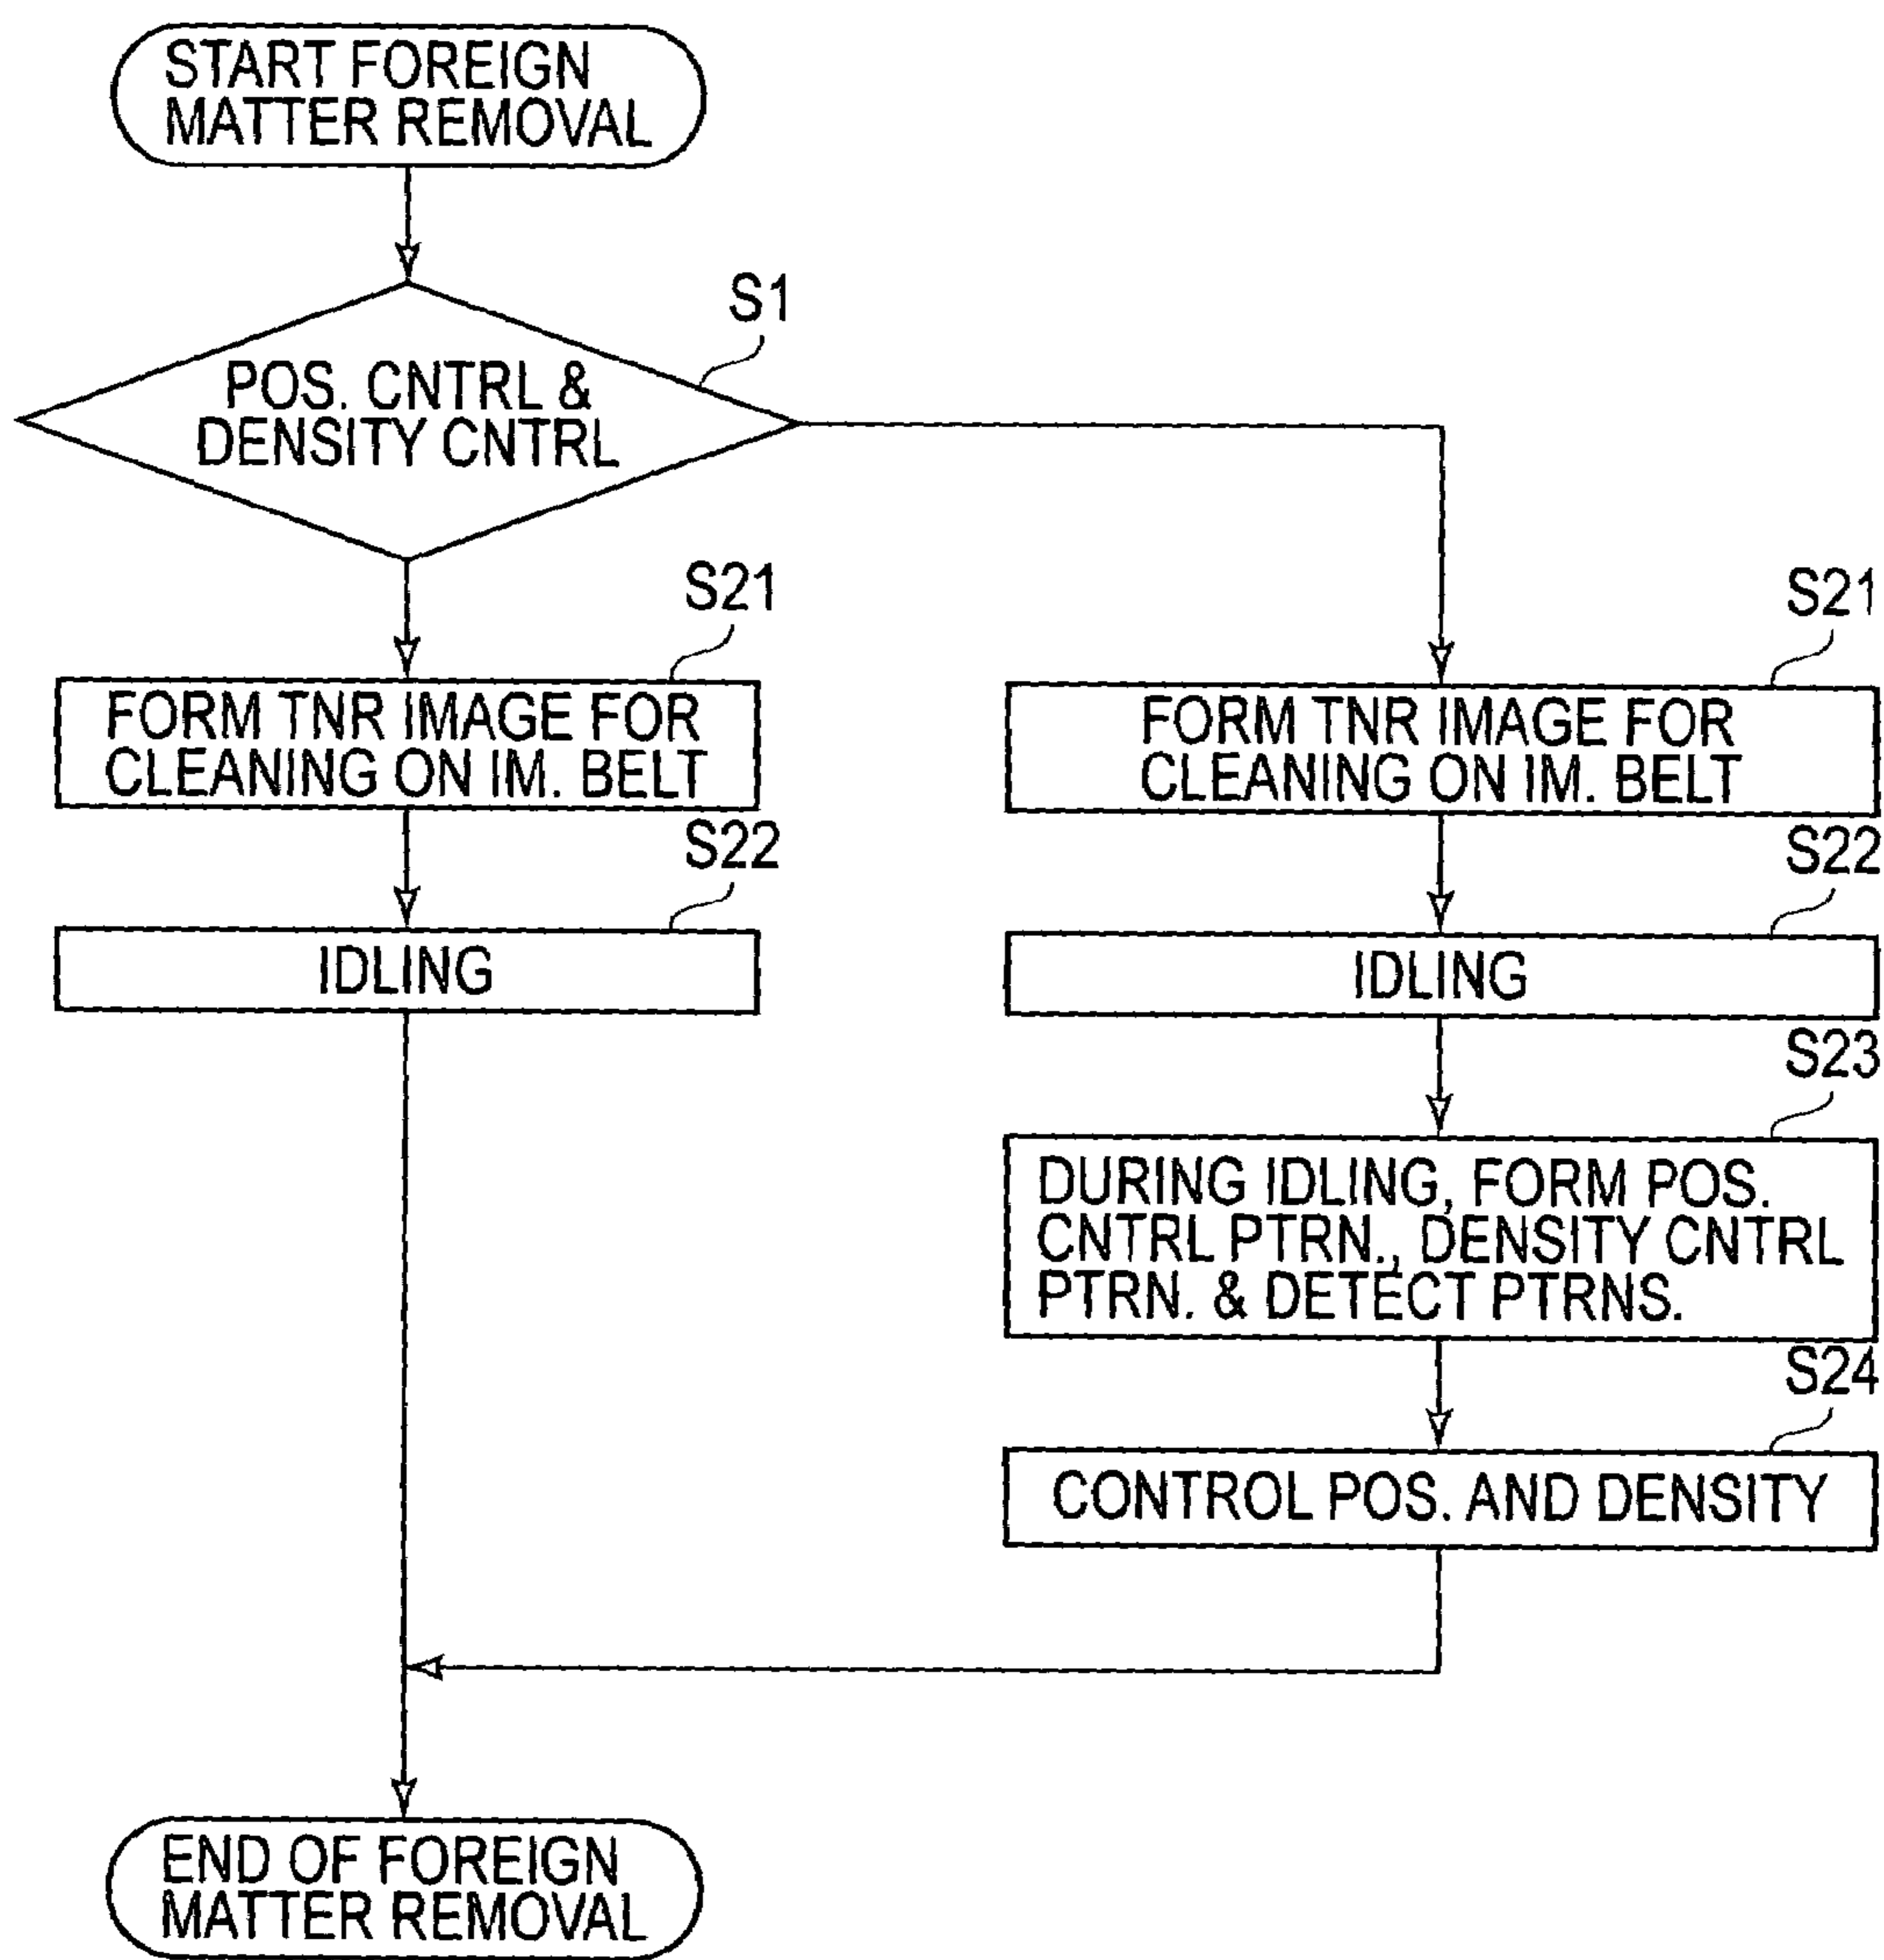 START FOREIGN
MATTER REMOVAL
S1
POS. CNTRL &
DENSITY CNTRL
S21
FORM TNR IMAGE FOR
CLEANING ON IM. BELT
S22
IDLING
S21
FORM TNR IMAGE FOR
CLEANING ON IM. BELT
S22
IDLING
S23
DURING IDLING, FORM POS.
CNTRL PTRN., DENSITY CNTRL
PTRN. & DETECT PTRNS.
S24
CONTROL POS. AND DENSITY
END OF FOREIGN
MATTER REMOVAL